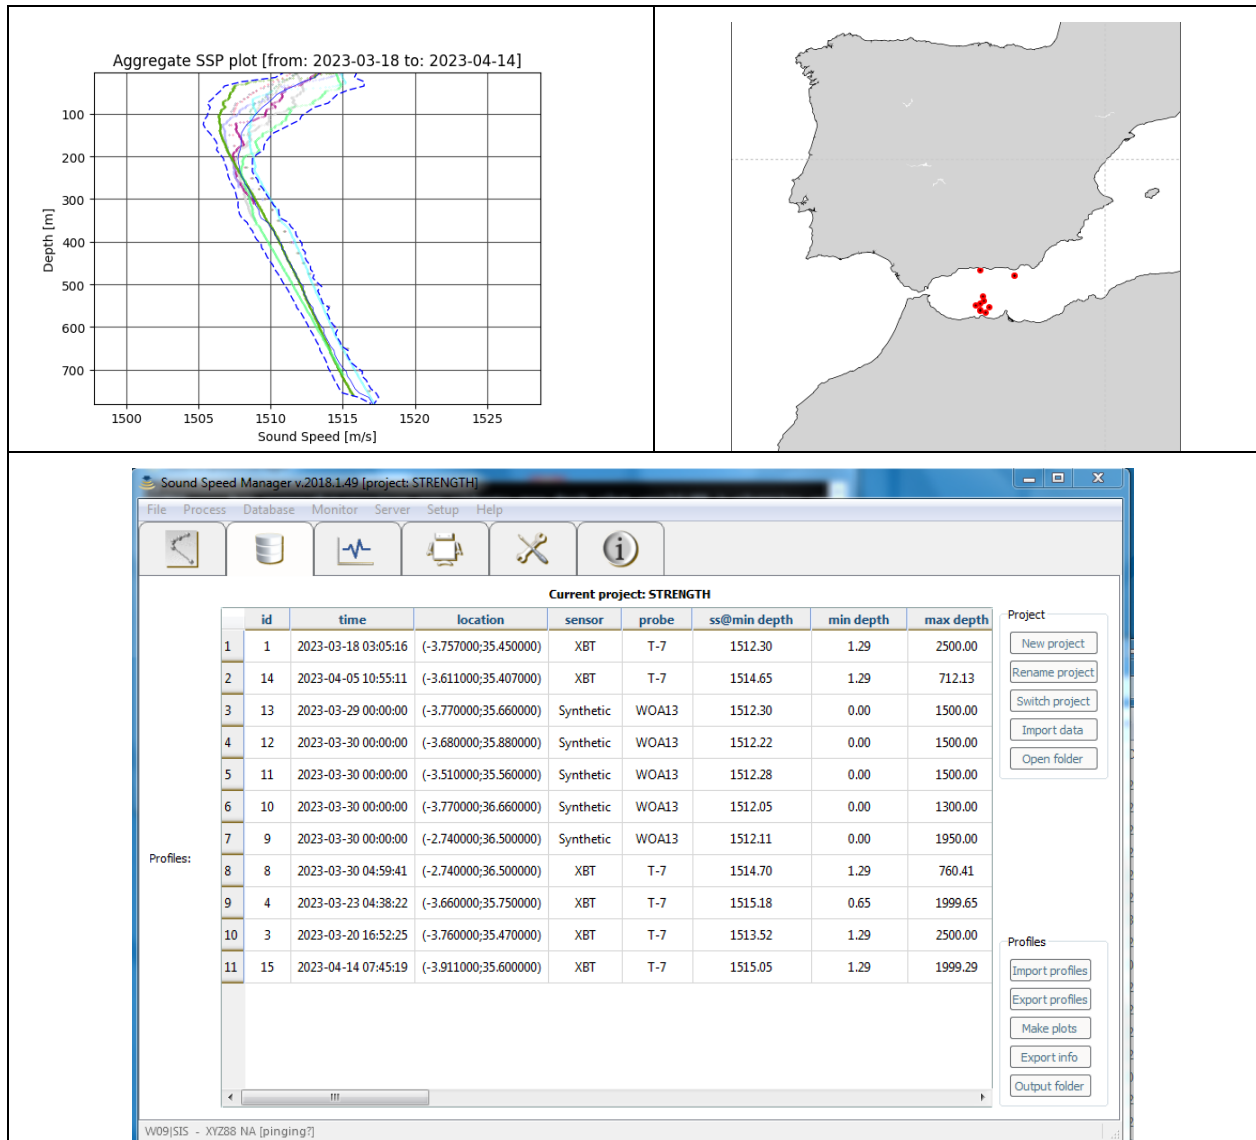 Aggregate SSP plot [from: 2023-03-18 to: 2023-04-14]
100
200
300
400
500
600
700
Depth [m]
1500 1505 1510 1515 1520 1525
Sound Speed [m/s]
Sound Speed Manager v.2018.1.49 [project: STRENGTH]
File Process Database Monitor Server Setup Help
Current project: STRENGTH
id time location sensor probe ss@min depth min depth max depth
1 1 2023-03-18 03:05:16 (-3.757000;35.450000) XBT T-7 1512.30 1.29 2500.00
2 14 2023-04-05 10:55:11 (-3.611000;35.407000) XBT T-7 1514.65 1.29 712.13
3 13 2023-03-29 00:00:00 (-3.770000;35.660000) Synthetic WOA13 1512.30 0.00 1500.00
4 12 2023-03-30 00:00:00 (-3.680000;35.880000) Synthetic WOA13 1512.22 0.00 1500.00
5 11 2023-03-30 00:00:00 (-3.510000;35.560000) Synthetic WOA13 1512.28 0.00 1500.00
6 10 2023-03-30 00:00:00 (-3.770000;36.660000) Synthetic WOA13 1512.05 0.00 1300.00
7 9 2023-03-30 00:00:00 (-2.740000;36.500000) Synthetic WOA13 1512.11 0.00 1950.00
8 8 2023-03-30 04:59:41 (-2.740000;36.500000) XBT T-7 1514.70 1.29 760.41
9 4 2023-03-23 04:38:22 (-3.660000;35.750000) XBT T-7 1515.18 0.65 1999.65
10 3 2023-03-20 16:52:25 (-3.760000;35.470000) XBT T-7 1513.52 1.29 2500.00
11 15 2023-04-14 07:45:19 (-3.911000;35.600000) XBT T-7 1515.05 1.29 1999.29
Profiles:
Project
New project
Rename project
Switch project
Import data
Open folder
Profiles
Import profiles
Export profiles
Make plots
Export info
Output folder
W09|SIS - XYZ88 NA [pinging?]